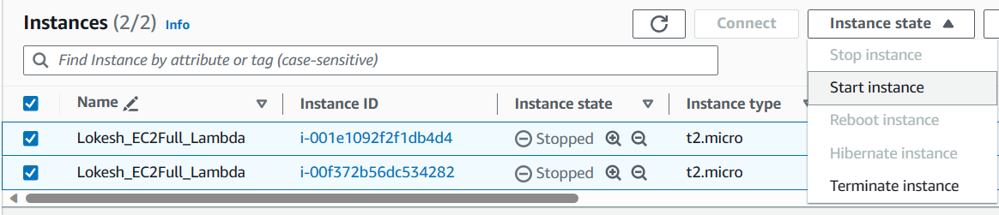 Instances (2/2) Info
Connect
Instance state
Find Instance by attribute or tag (case-sensitive)
Stop instance
Start instance
Reboot instance
Hibernate instance
Terminate instance
Name Instance ID Instance state Instance type
Lokesh_EC2Full_Lambda i-001e1092f2f1db4d4 Stopped t2.micro
Lokesh_EC2Full_Lambda i-00f372b56dc534282 Stopped t2.micro